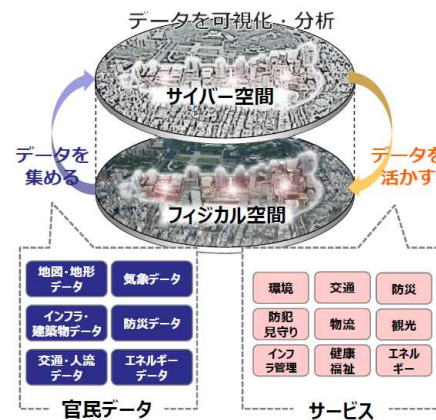 データを可視化・分析
サイバー空間
データを
集める
データを
活かす
フィジカル空間
地図・地形
データ
気象データ
インフラ・
建築物データ
防災データ
交通・人流
データ
エネルギー
データ
官民データ
環境
交通
防災
防犯
見守り
物流
観光
インフ
ラ管理
健康
福祉
エネル
ギー
サービス